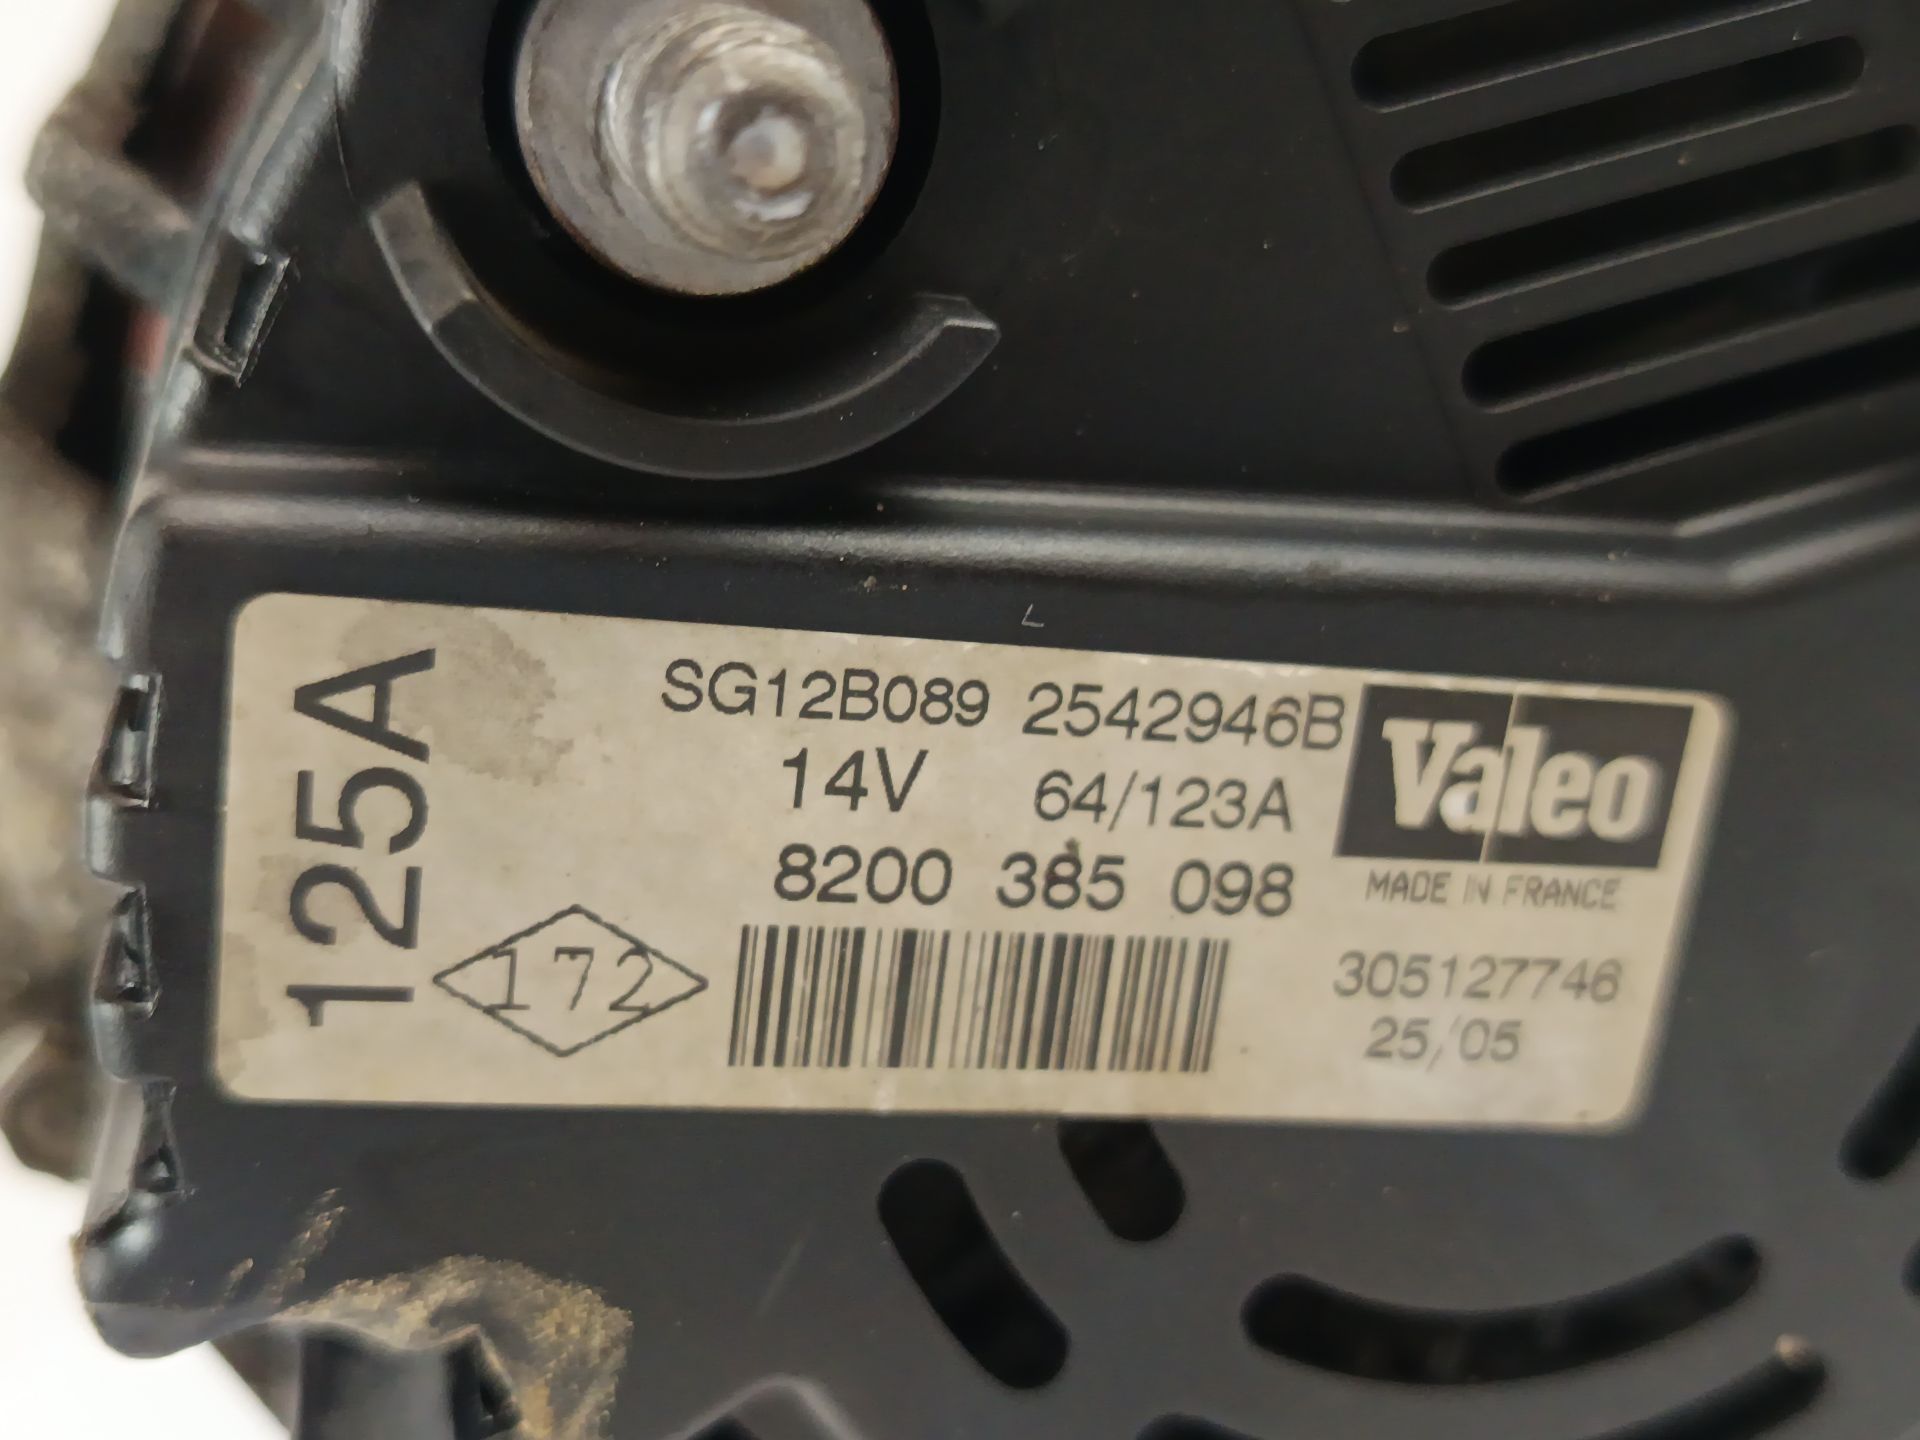 125A
SG12B089 2542946B
14V 64/123A
8200 385 098
172
Valeo
MADE IN FRANCE
305127746
25/05